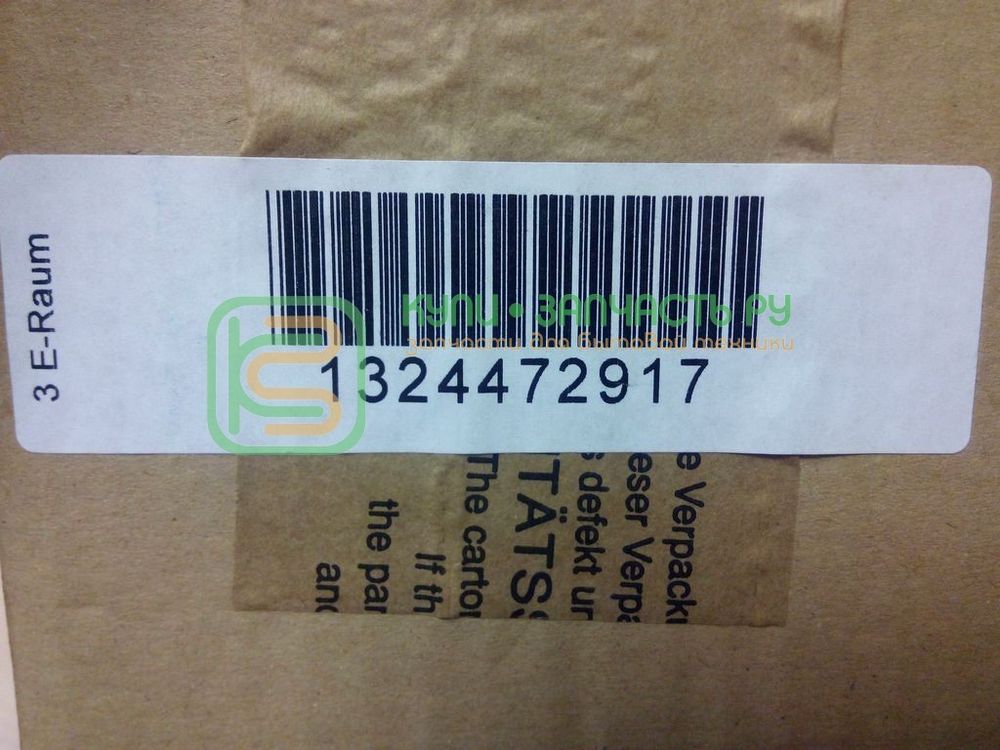 3 E-Raum
КУПИ•ЗАПЧАСТЬ.РУ
запчасти для бытовой техники
KS
1324472917
e Verpack
eser Verpa
s defekt ur
TÄTS
The carto
If th
the par
and